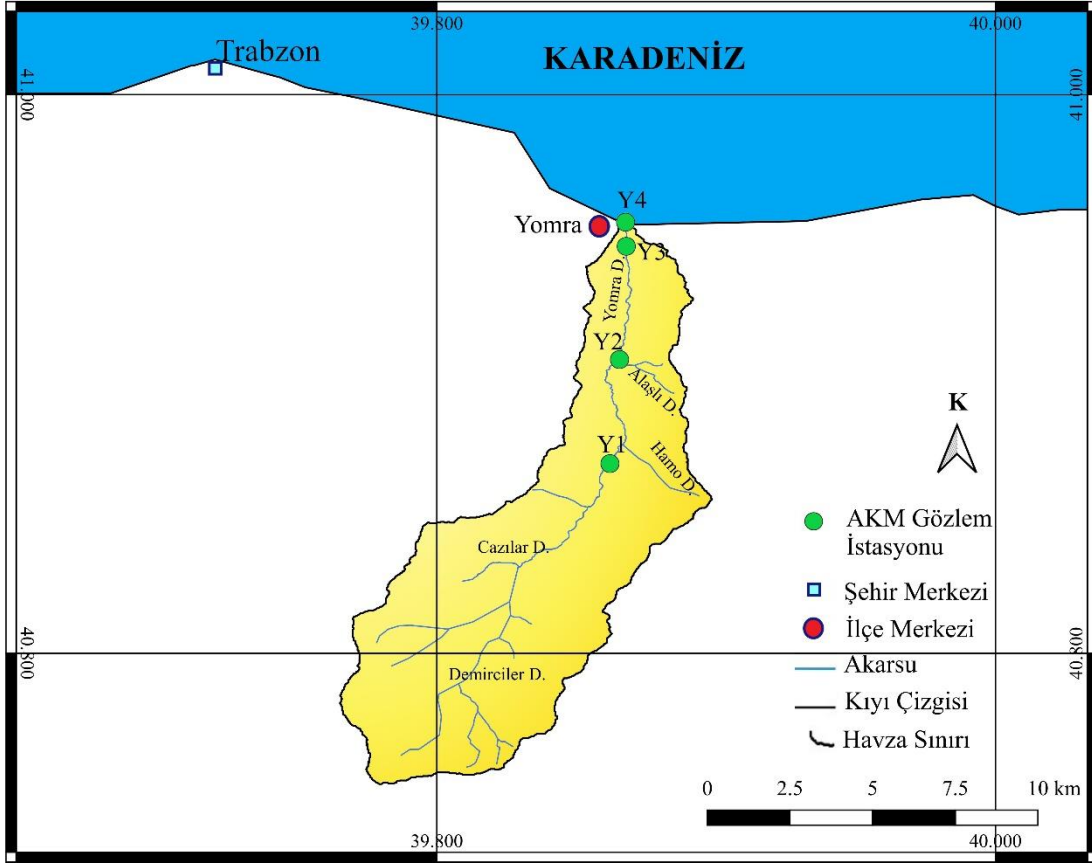 39.800
40.000
Trabzon
KARADENİZ
41.000
41.000
Y4
Yomra
Y3
Yomra D.
Y2
Alaşlı D.
K
Y1
Hamo D.
AKM Gözlem
İstasyonu
Cazılar D.
Şehir Merkezi
İlçe Merkezi
40.800
40.800
Akarsu
Demirciler D.
Kıyı Çizgisi
Havza Sınırı
0 2.5 5 7.5 10 km
39.800
40.000